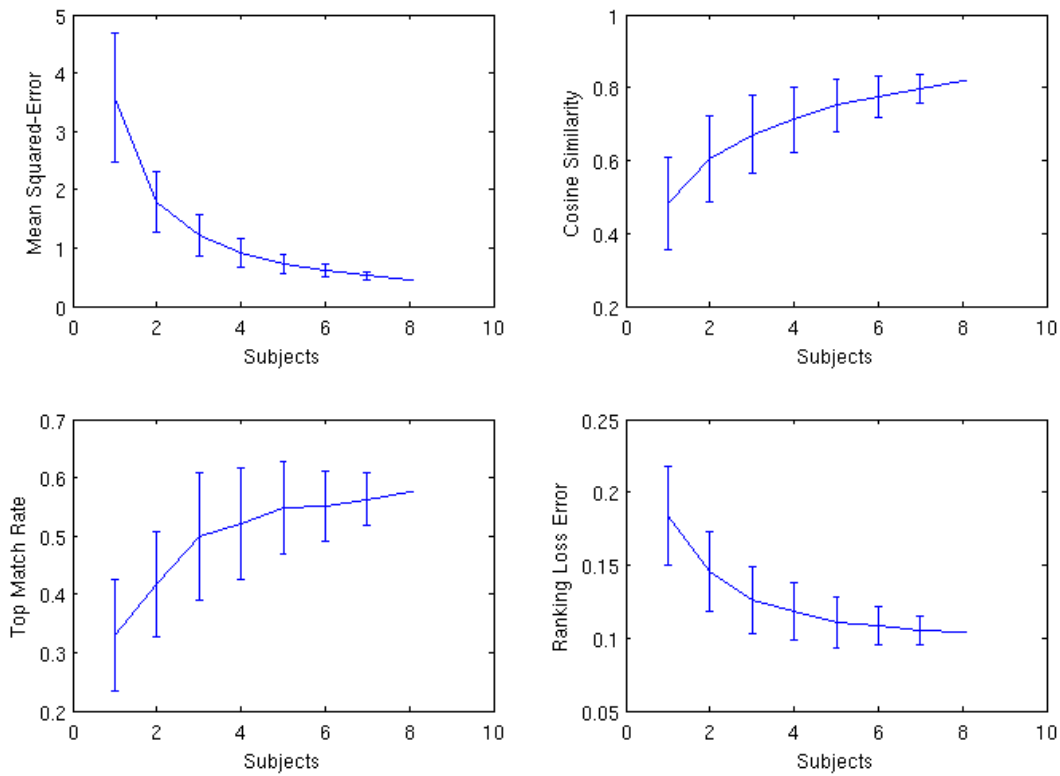 5
4
3
2
1
0
Mean Squared-Error
0 2 4 6 8 10
Subjects
1
0.8
0.6
0.4
0.2
Cosine Similarity
0 2 4 6 8 10
Subjects
0.7
0.6
0.5
0.4
0.3
0.2
Top Match Rate
0 2 4 6 8 10
Subjects
0.25
0.2
0.15
0.1
0.05
Ranking Loss Error
0 2 4 6 8 10
Subjects